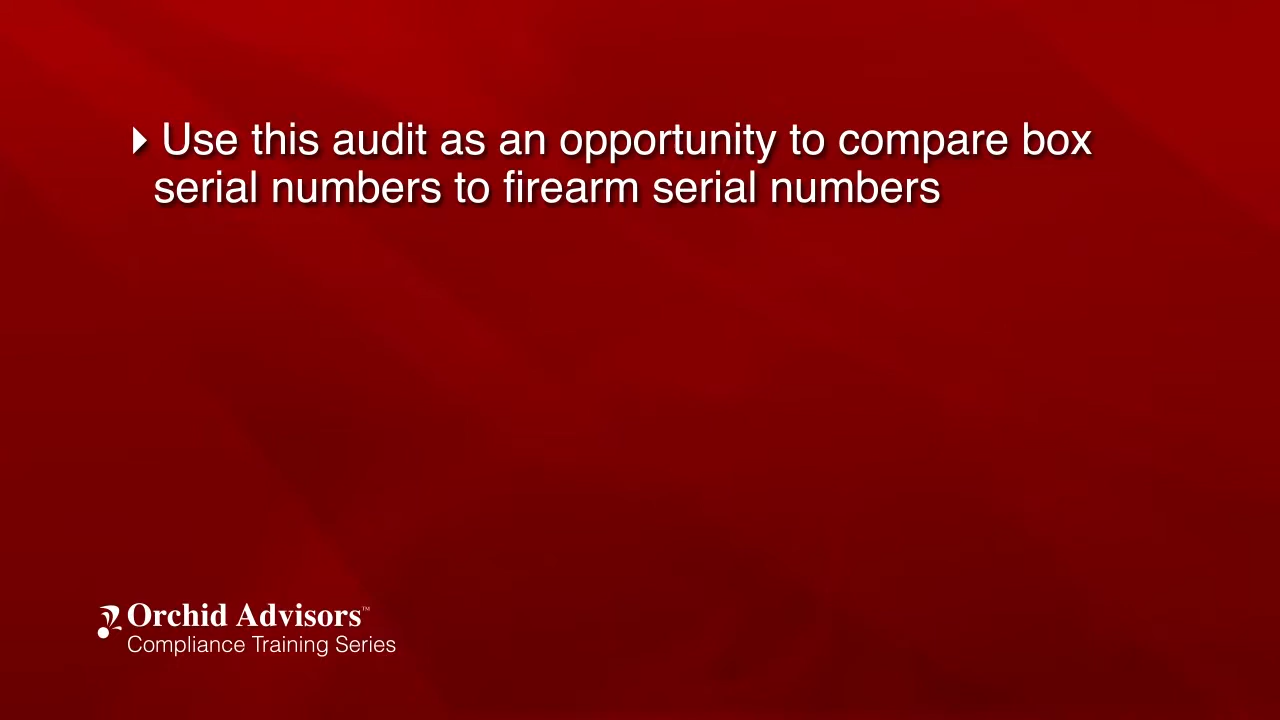 Use this audit as an opportunity to compare box
serial numbers to firearm serial numbers
Orchid Advisors™
Compliance Training Series